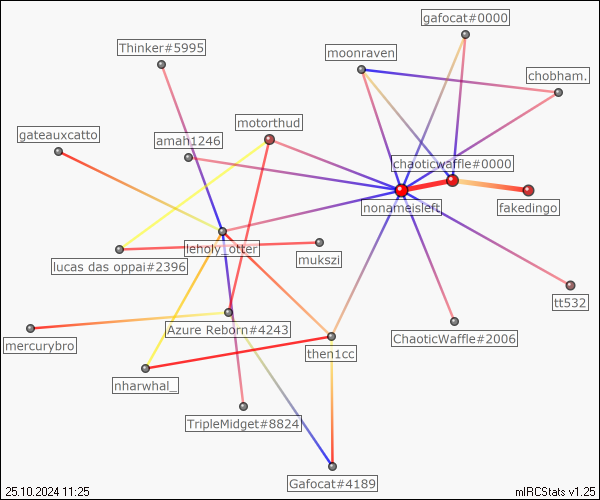 gafocat#0000
Thinker#5995
moonraven
chobham.
motorthud
gateauxcatto
amah1246
chaoticwaffle#0000
nonameisleft
fakedingo
leholy_otter
mukszi
lucas das oppai#2396
tt532
Azure Reborn#4243
ChaoticWaffle#2006
mercurybro
then1cc
nharwhal_
TripleMidget#8824
Gafocat#4189
25.10.2024 11:25
mIRCStats v1.25